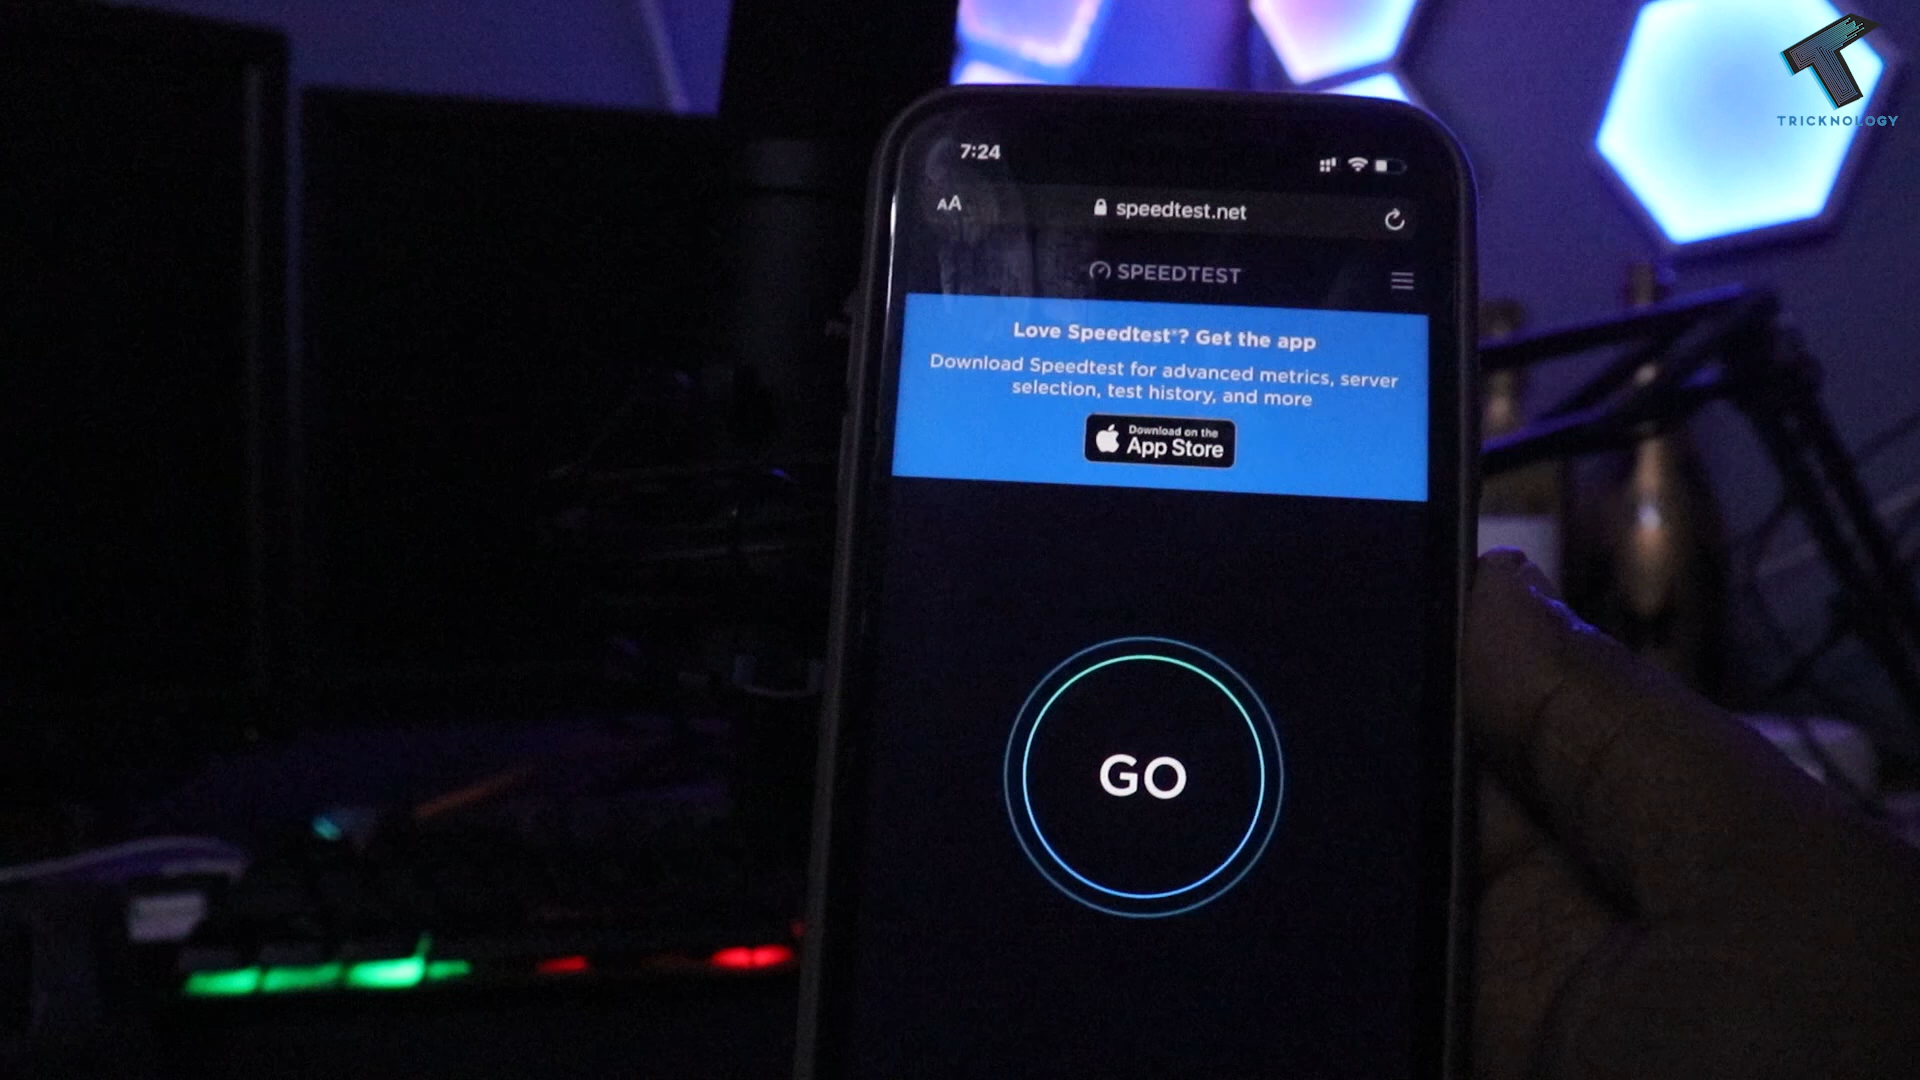 TRICKNOLOGY
7:24
AA
speedtest.net
SPEEDTEST
Love Speedtest®? Get the app
Download Speedtest for advanced metrics, server
selection, test history, and more
Download on the
App Store
GO